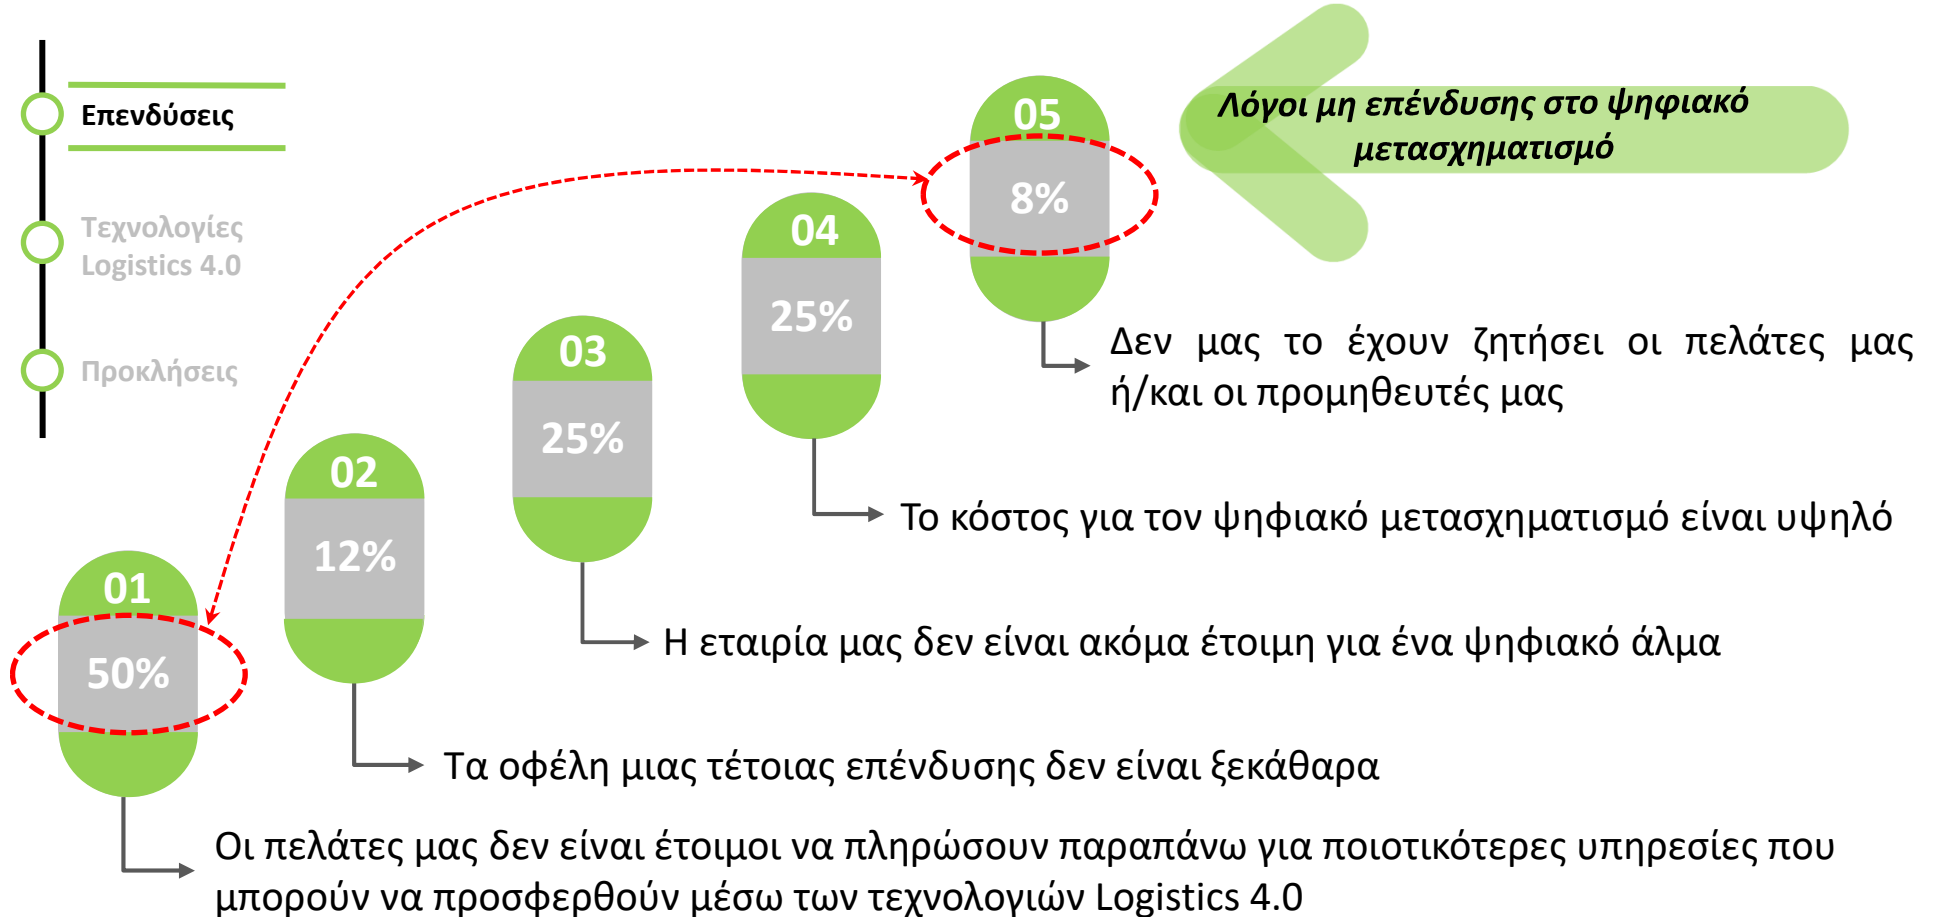 Επενδύσεις
Τεχνολογίες
Logistics 4.0
Προκλήσεις
Λόγοι μη επένδυσης στο ψηφιακό
μετασχηματισμό
05
8%
Δεν μας το έχουν ζητήσει οι πελάτες μας
ή/και οι προμηθευτές μας
04
25%
Το κόστος για τον ψηφιακό μετασχηματισμό είναι υψηλό
03
25%
Η εταιρία μας δεν είναι ακόμα έτοιμη για ένα ψηφιακό άλμα
02
12%
Τα οφέλη μιας τέτοιας επένδυσης δεν είναι ξεκάθαρα
01
50%
Οι πελάτες μας δεν είναι έτοιμοι να πληρώσουν παραπάνω για ποιοτικότερες υπηρεσίες που
μπορούν να προσφερθούν μέσω των τεχνολογιών Logistics 4.0